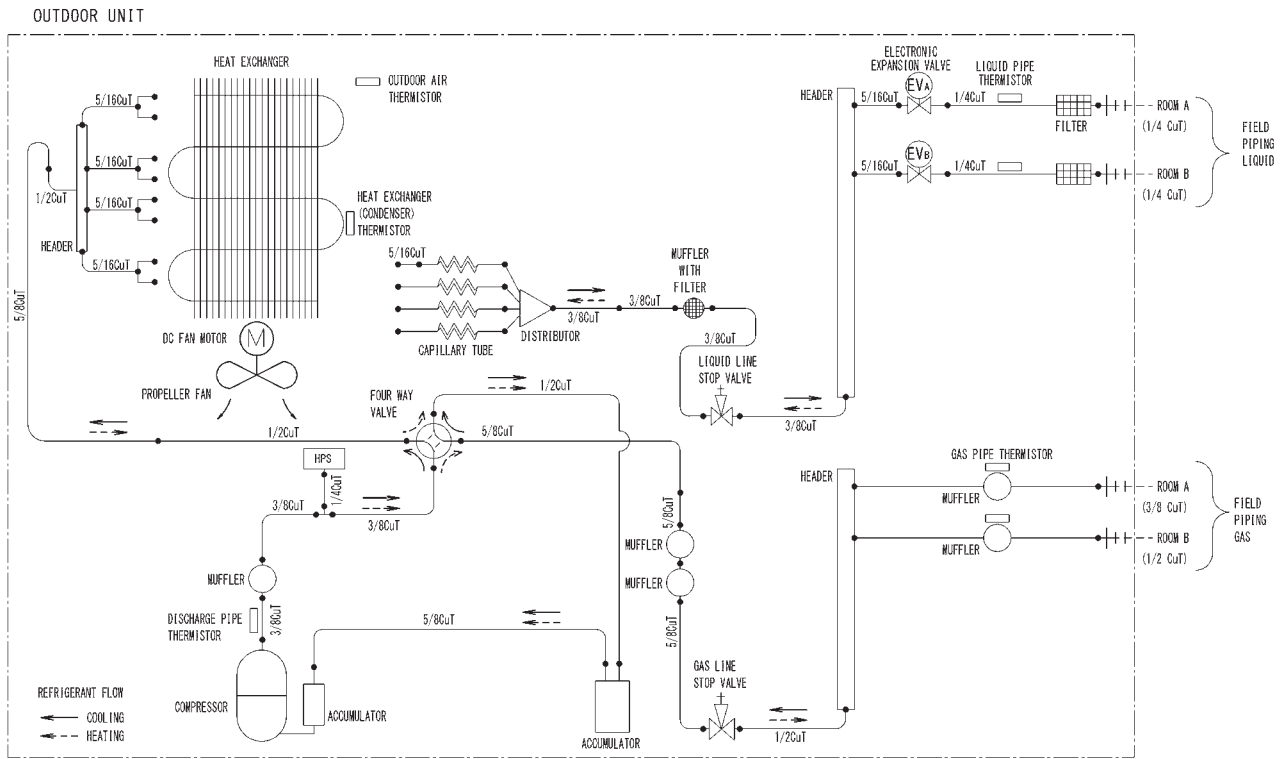 OUTDOOR UNIT
HEAT EXCHANGER
OUTDOOR AIR
THERMISTOR
5/16CuT
5/16CuT
5/16CuT
5/16CuT
1/2CuT
HEADER
5/8CuT
HEAT EXCHANGER
(CONDENSER)
THERMISTOR
DC FAN MOTOR
M
PROPELLER FAN
5/16CuT
CAPILLARY TUBE
DISTRIBUTOR
3/8CuT
3/8CuT
MUFFLER
WITH
FILTER
3/8CuT
LIQUID LINE
STOP VALVE
3/8CuT
HEADER
ELECTRONIC
EXPANSION VALVE
LIQUID PIPE
THERMISTOR
5/16CuT
EVA
1/4CuT
FILTER
ROOM A
(1/4 CuT)
5/16CuT
EVB
1/4CuT
ROOM B
(1/4 CuT)
FIELD
PIPING
LIQUID
FOUR WAY
VALVE
1/2CuT
1/2CuT
5/8CuT
HPS
1/4CuT
3/8CuT
3/8CuT
MUFFLER
DISCHARGE PIPE
THERMISTOR
3/8CuT
COMPRESSOR
ACCUMULATOR
5/8CuT
ACCUMULATOR
5/8CuT
MUFFLER
MUFFLER
5/8CuT
GAS LINE
STOP VALVE
1/2CuT
HEADER
GAS PIPE THERMISTOR
MUFFLER
ROOM A
(3/8 CuT)
MUFFLER
ROOM B
(1/2 CuT)
FIELD
PIPING
GAS
REFRIGERANT FLOW
COOLING
HEATING